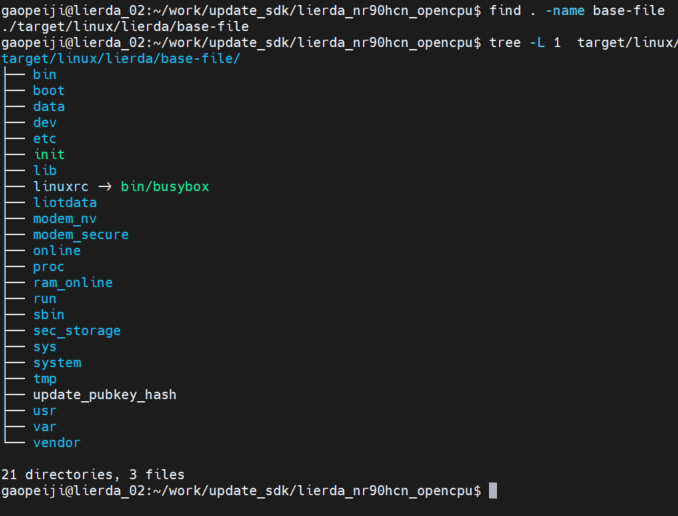 gaopeiji@lierda_02:~/work/update_sdk/lierda_nr90hcn_opencpu$ find . -name base-file
./target/linux/lierda/base-file
gaopeiji@lierda_02:~/work/update_sdk/lierda_nr90hcn_opencpu$ tree -L 1  target/linux/
target/linux/lierda/base-file/
├── bin
├── boot
├── data
├── dev
├── etc
├── init
├── lib
├── linuxrc -> bin/busybox
├── liotdata
├── modem_nv
├── modem_secure
├── online
├── proc
├── ram_online
├── run
├── sbin
├── sec_storage
├── sys
├── system
├── tmp
├── update_pubkey_hash
├── usr
├── var
└── vendor
21 directories, 3 files
gaopeiji@lierda_02:~/work/update_sdk/lierda_nr90hcn_opencpu$